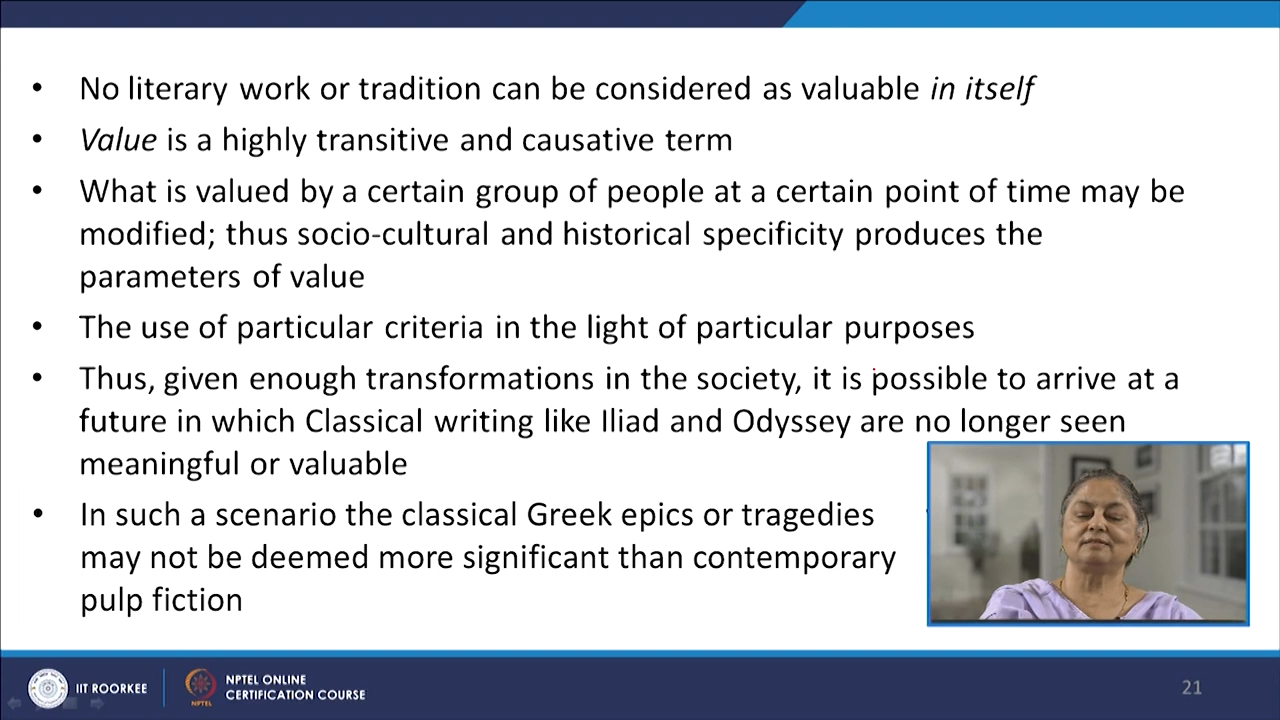 • No literary work or tradition can be considered as valuable in itself
• Value is a highly transitive and causative term
• What is valued by a certain group of people at a certain point of time may be
modified; thus socio-cultural and historical specificity produces the
parameters of value
• The use of particular criteria in the light of particular purposes
• Thus, given enough transformations in the society, it is possible to arrive at a
future in which Classical writing like Iliad and Odyssey are no longer seen
meaningful or valuable
• In such a scenario the classical Greek epics or tragedies
may not be deemed more significant than contemporary
pulp fiction
IIT ROORKEE
NPTEL
NPTEL ONLINE
CERTIFICATION COURSE
21